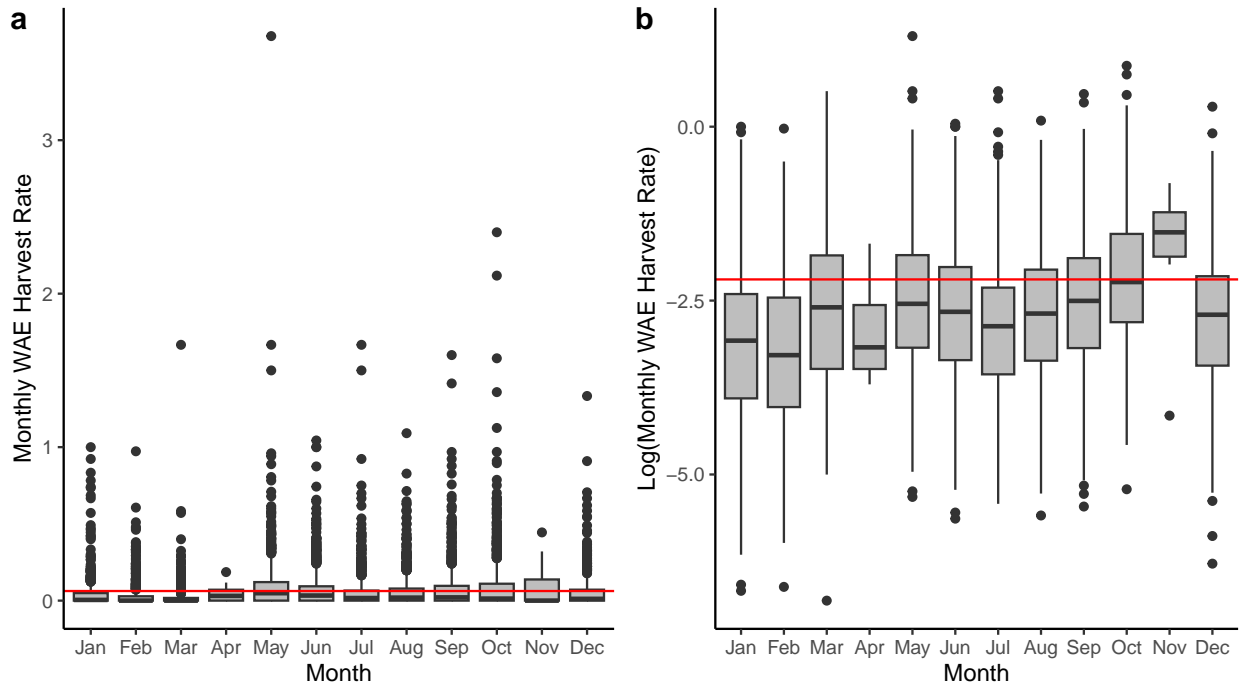 a
Monthly WAE Harvest Rate
3
2
1
0
Jan Feb Mar Apr May Jun Jul Aug Sep Oct Nov Dec
Month
b
Log(Monthly WAE Harvest Rate)
0.0
−2.5
−5.0
Jan Feb Mar Apr May Jun Jul Aug Sep Oct Nov Dec
Month